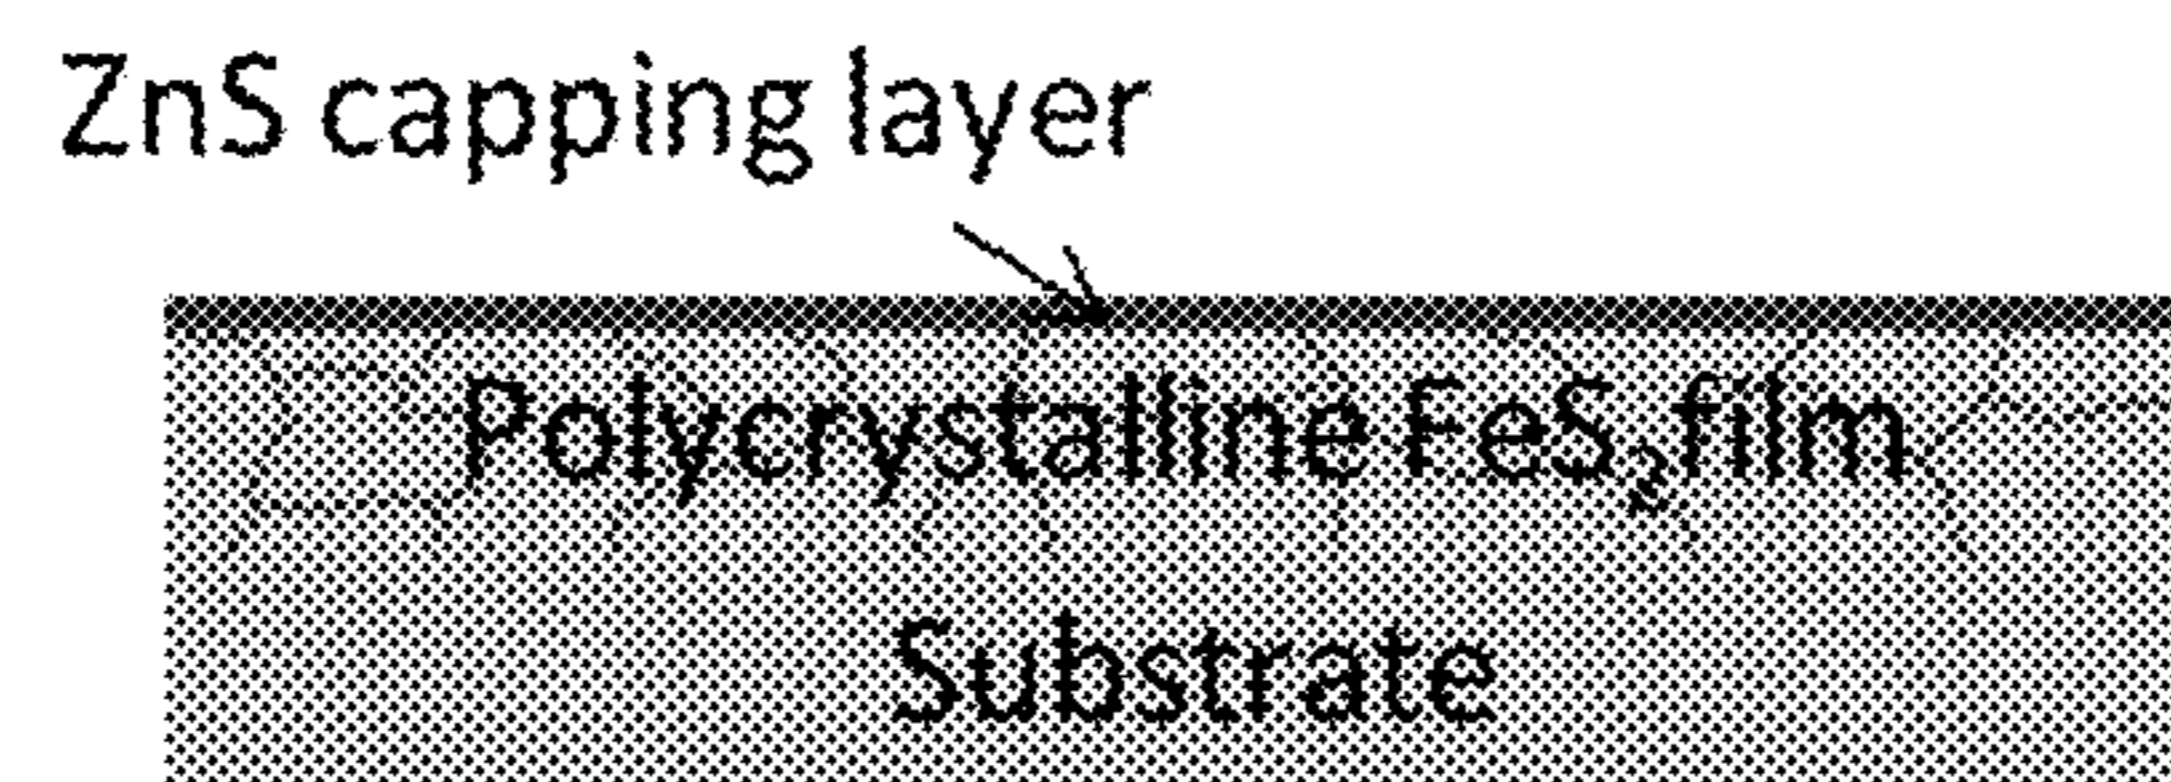 ZnS capping layer
Polycrystalline FeS₂ film
Substrate